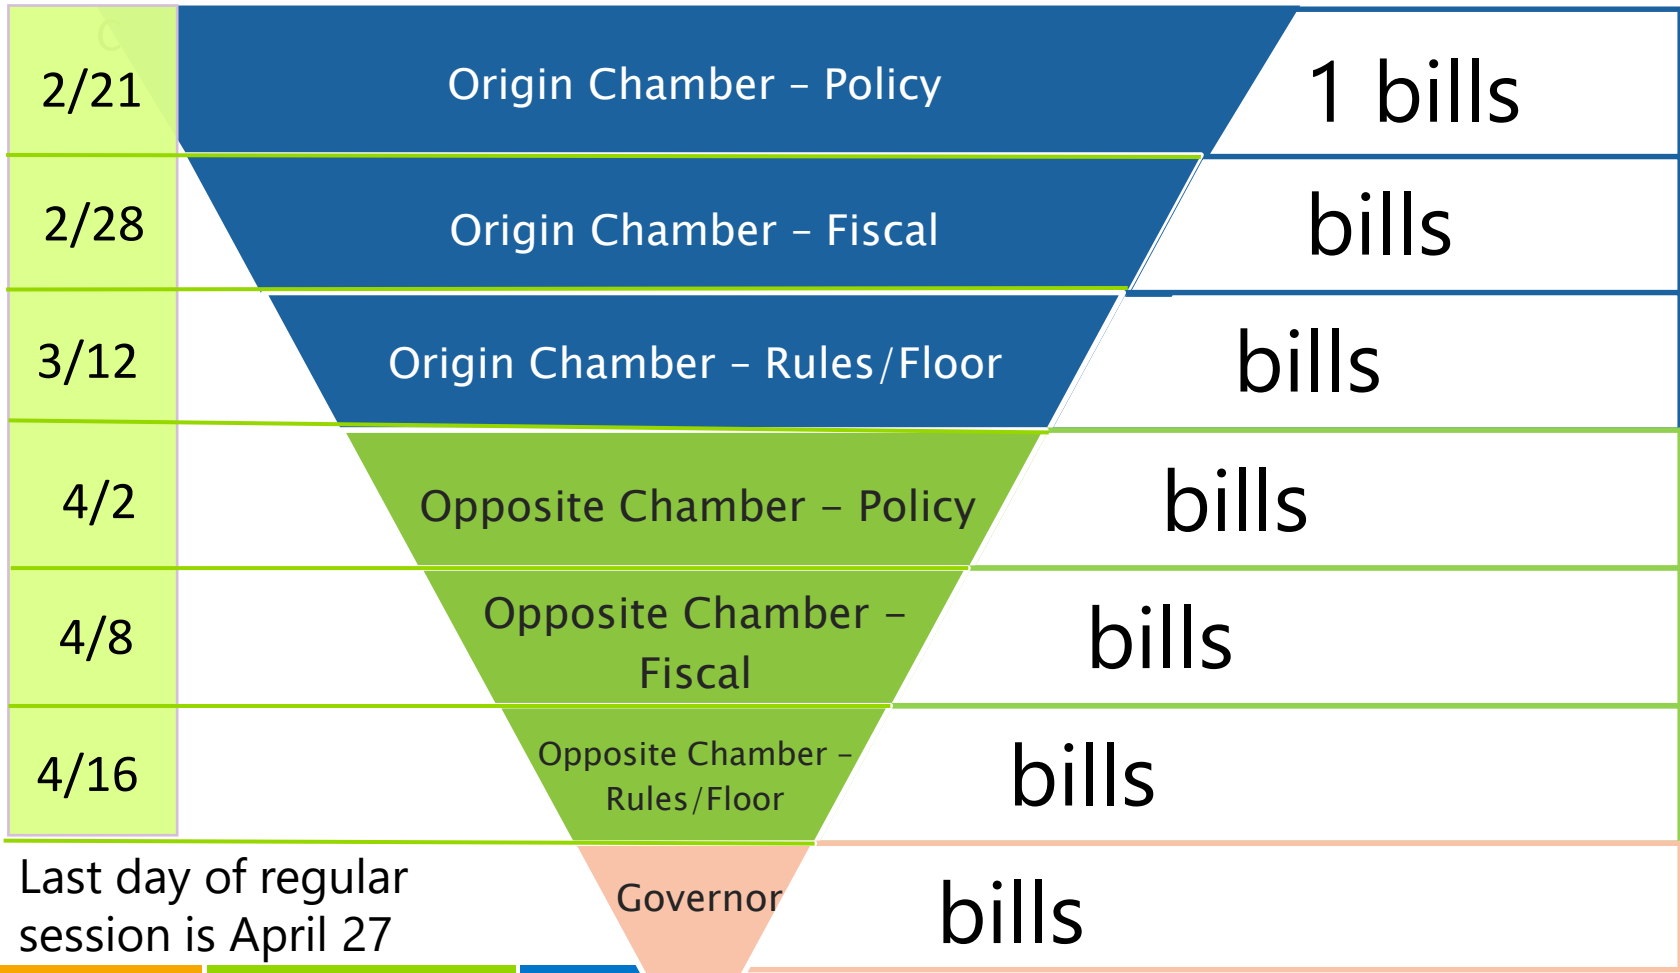 2/21
Origin Chamber – Policy
1 bills
2/28
Origin Chamber – Fiscal
bills
3/12
Origin Chamber – Rules/Floor
bills
4/2
Opposite Chamber – Policy
bills
4/8
Opposite Chamber –
Fiscal
bills
4/16
Opposite Chamber –
Rules/Floor
bills
Last day of regular
session is April 27
Governor
bills